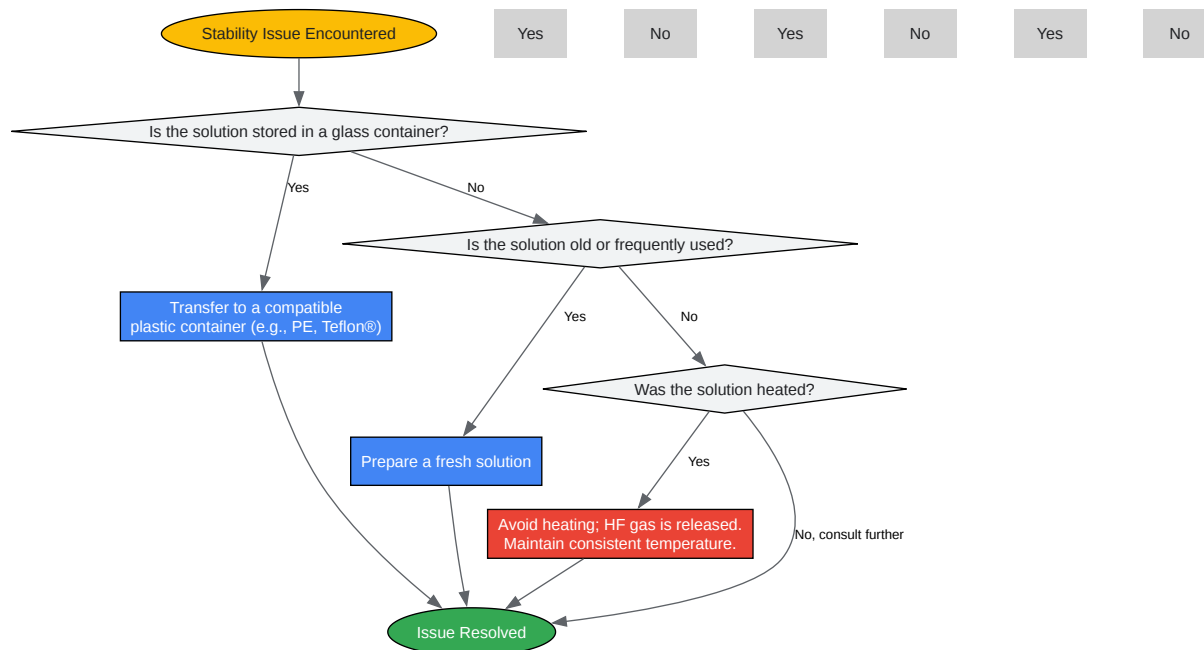 Stability Issue Encountered
Yes
No
Yes
No
Yes
No
Is the solution stored in a glass container?
Yes
No
Is the solution old or frequently used?
Transfer to a compatible
plastic container (e.g., PE, Teflon®)
Yes
No
Was the solution heated?
Prepare a fresh solution
Yes
Avoid heating; HF gas is released.
Maintain consistent temperature.
No, consult further
Issue Resolved